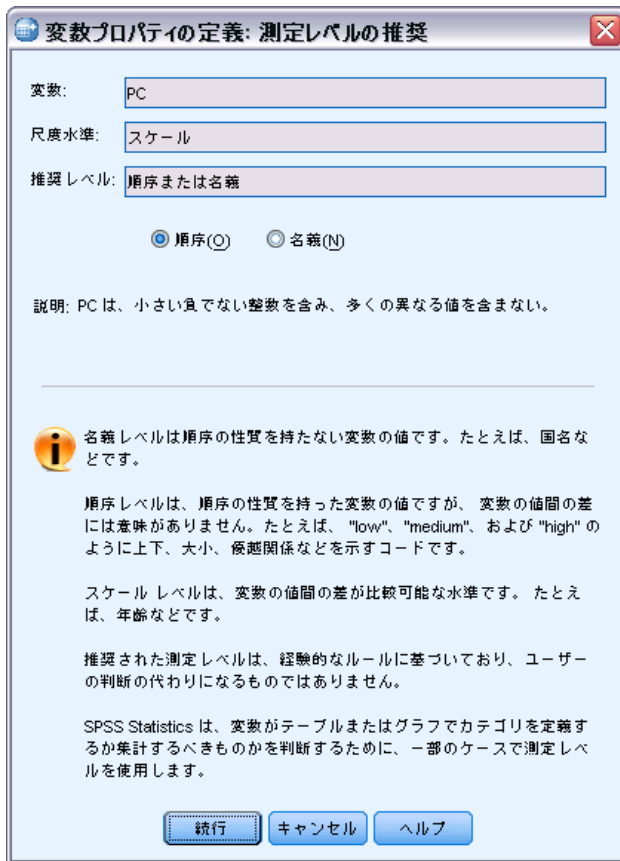 変数プロパティの定義: 測定レベルの推奨
変数: PC
尺度水準: スケール
推奨レベル: 順序または名義
順序(O) 名義(N)
説明: PC は、小さい負でない整数を含み、多くの異なる値を含まない。
名義レベルは順序の性質を持たない変数の値です。たとえば、国名な
どです。
順序レベルは、順序の性質を持った変数の値ですが、 変数の値間の差
には意味がありません。たとえば、 "low"、"medium"、および "high" の
ように上下、大小、優越関係などを示すコードです。
スケール レベルは、変数の値間の差が比較可能な水準です。 たとえ
ば、年齢などです。
推奨された測定レベルは、経験的なルールに基づいており、ユーザー
の判断の代わりになるものではありません。
SPSS Statistics は、変数がテーブルまたはグラフでカテゴリを定義す
るか集計するべきものかを判断するために、一部のケースで測定レベ
ルを使用します。
続行 キャンセル ヘルプ